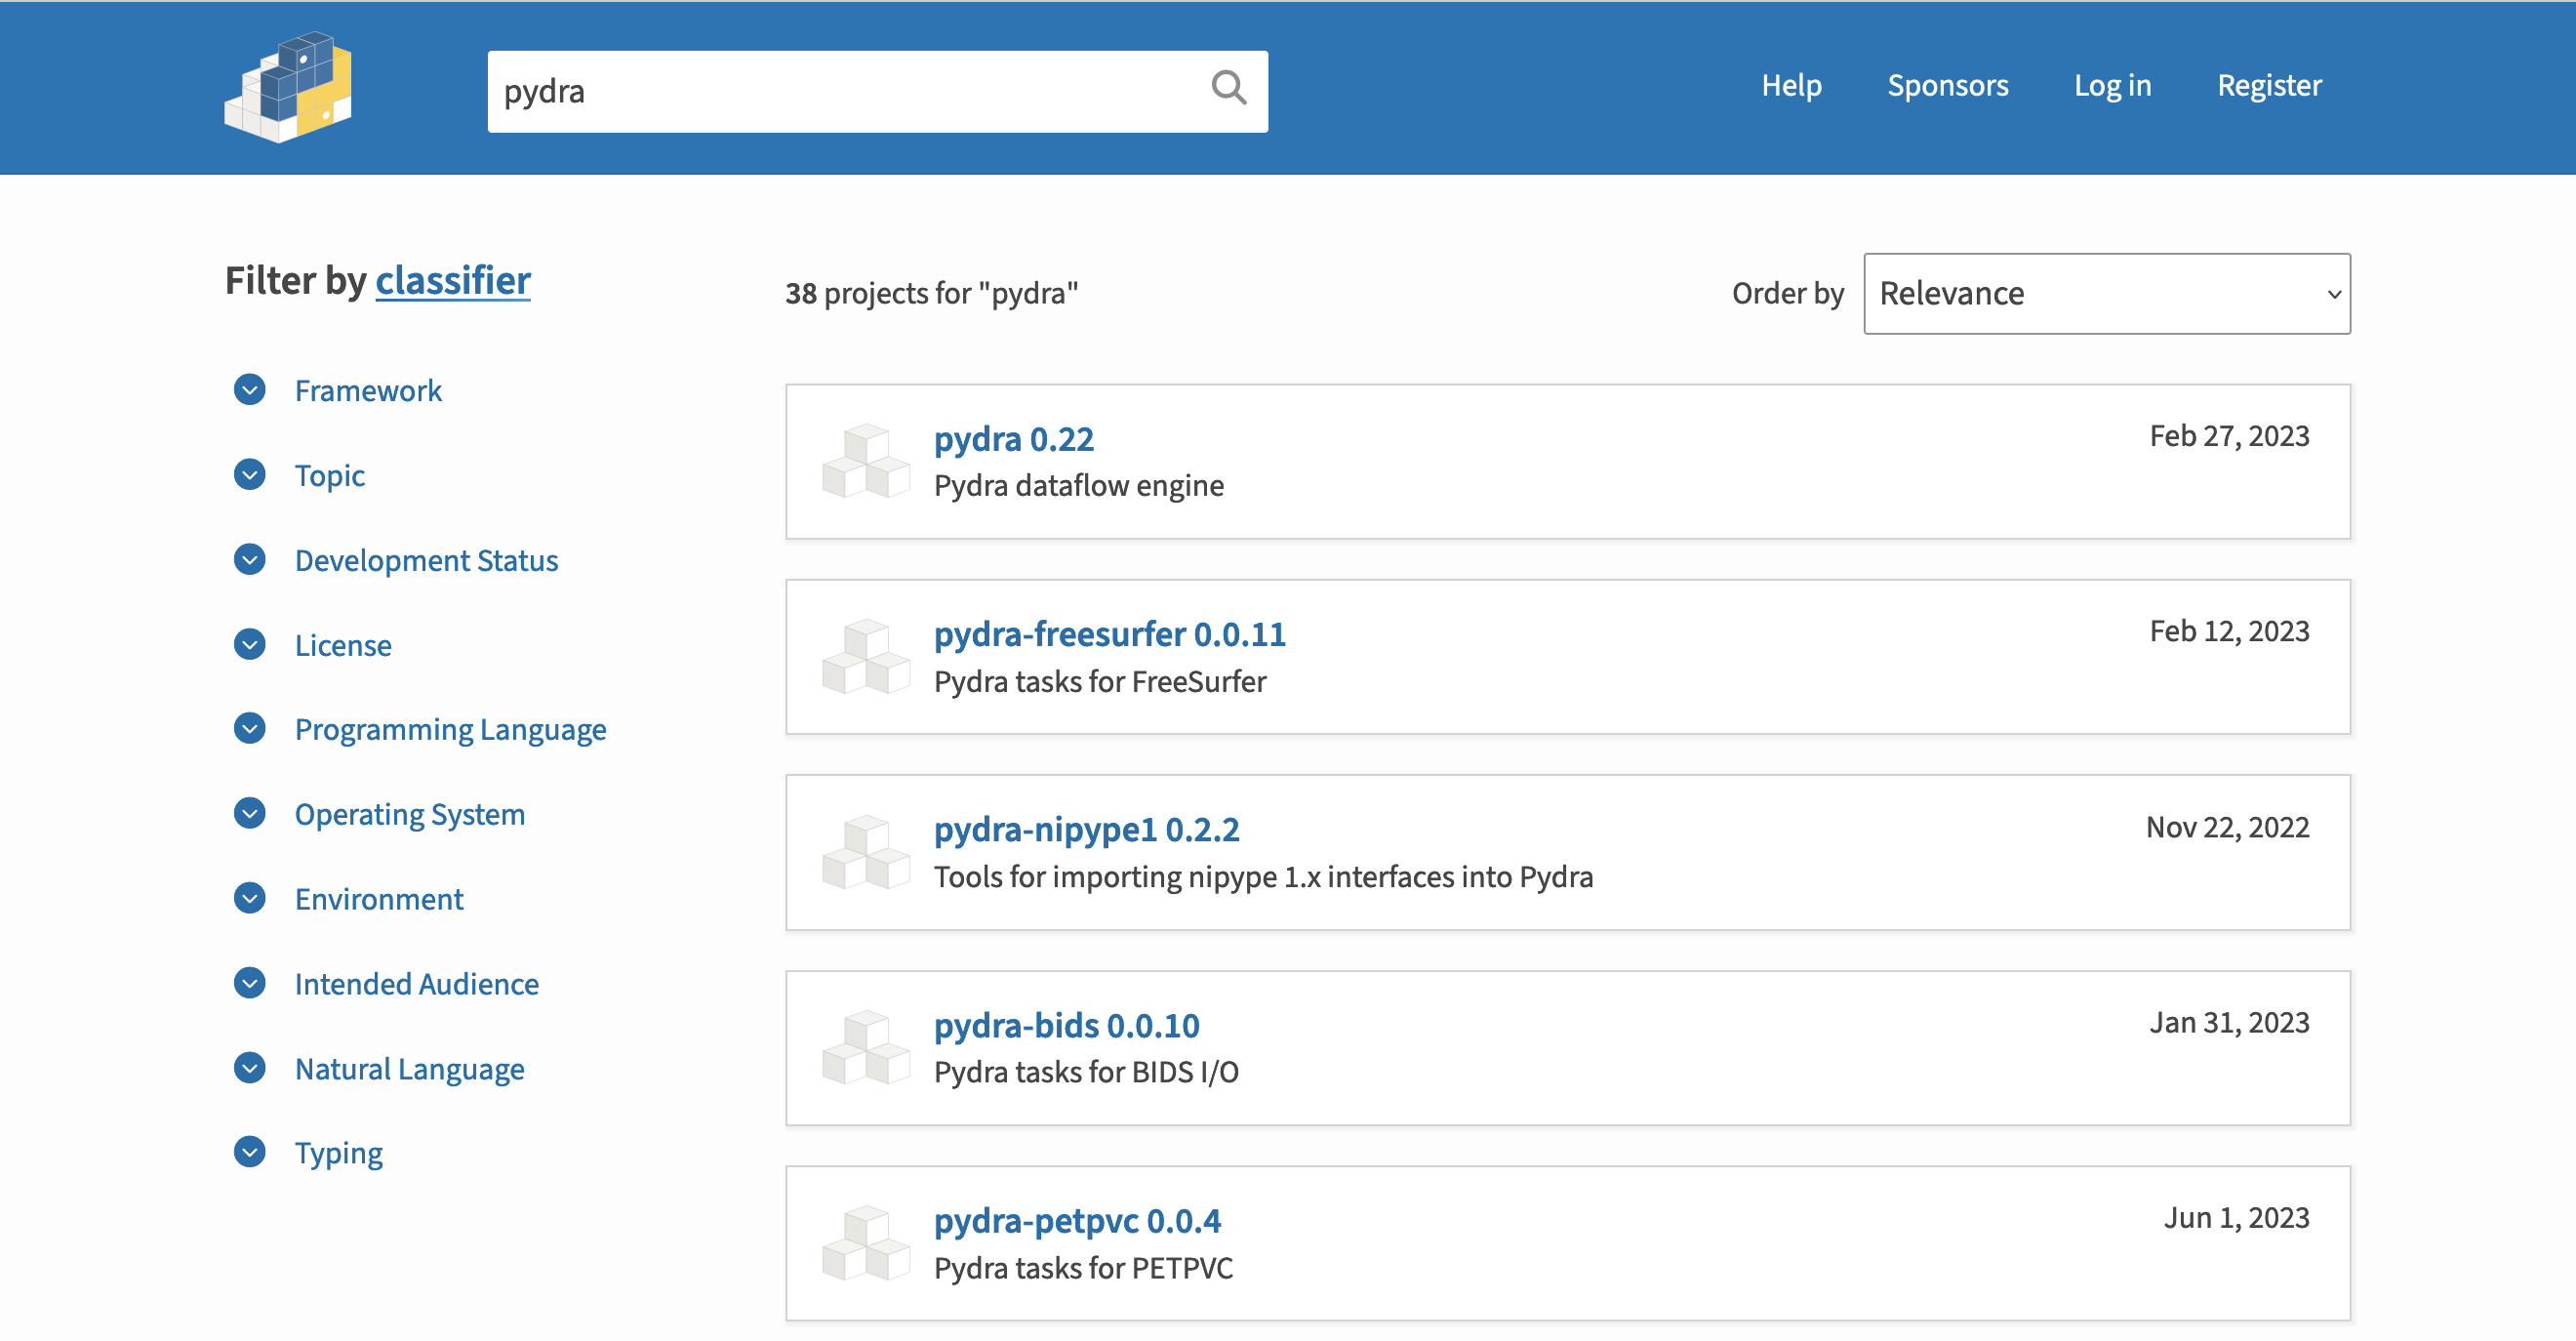 pydra
Help
Sponsors
Log in
Register
Filter by classifier
Framework
Topic
Development Status
License
Programming Language
Operating System
Environment
Intended Audience
Natural Language
Typing
38 projects for "pydra"
Order by
Relevance
pydra 0.22
Feb 27, 2023
Pydra dataflow engine
pydra-freesurfer 0.0.11
Feb 12, 2023
Pydra tasks for FreeSurfer
pydra-nipype1 0.2.2
Nov 22, 2022
Tools for importing nipype 1.x interfaces into Pydra
pydra-bids 0.0.10
Jan 31, 2023
Pydra tasks for BIDS I/O
pydra-petpvc 0.0.4
Jun 1, 2023
Pydra tasks for PETPVC